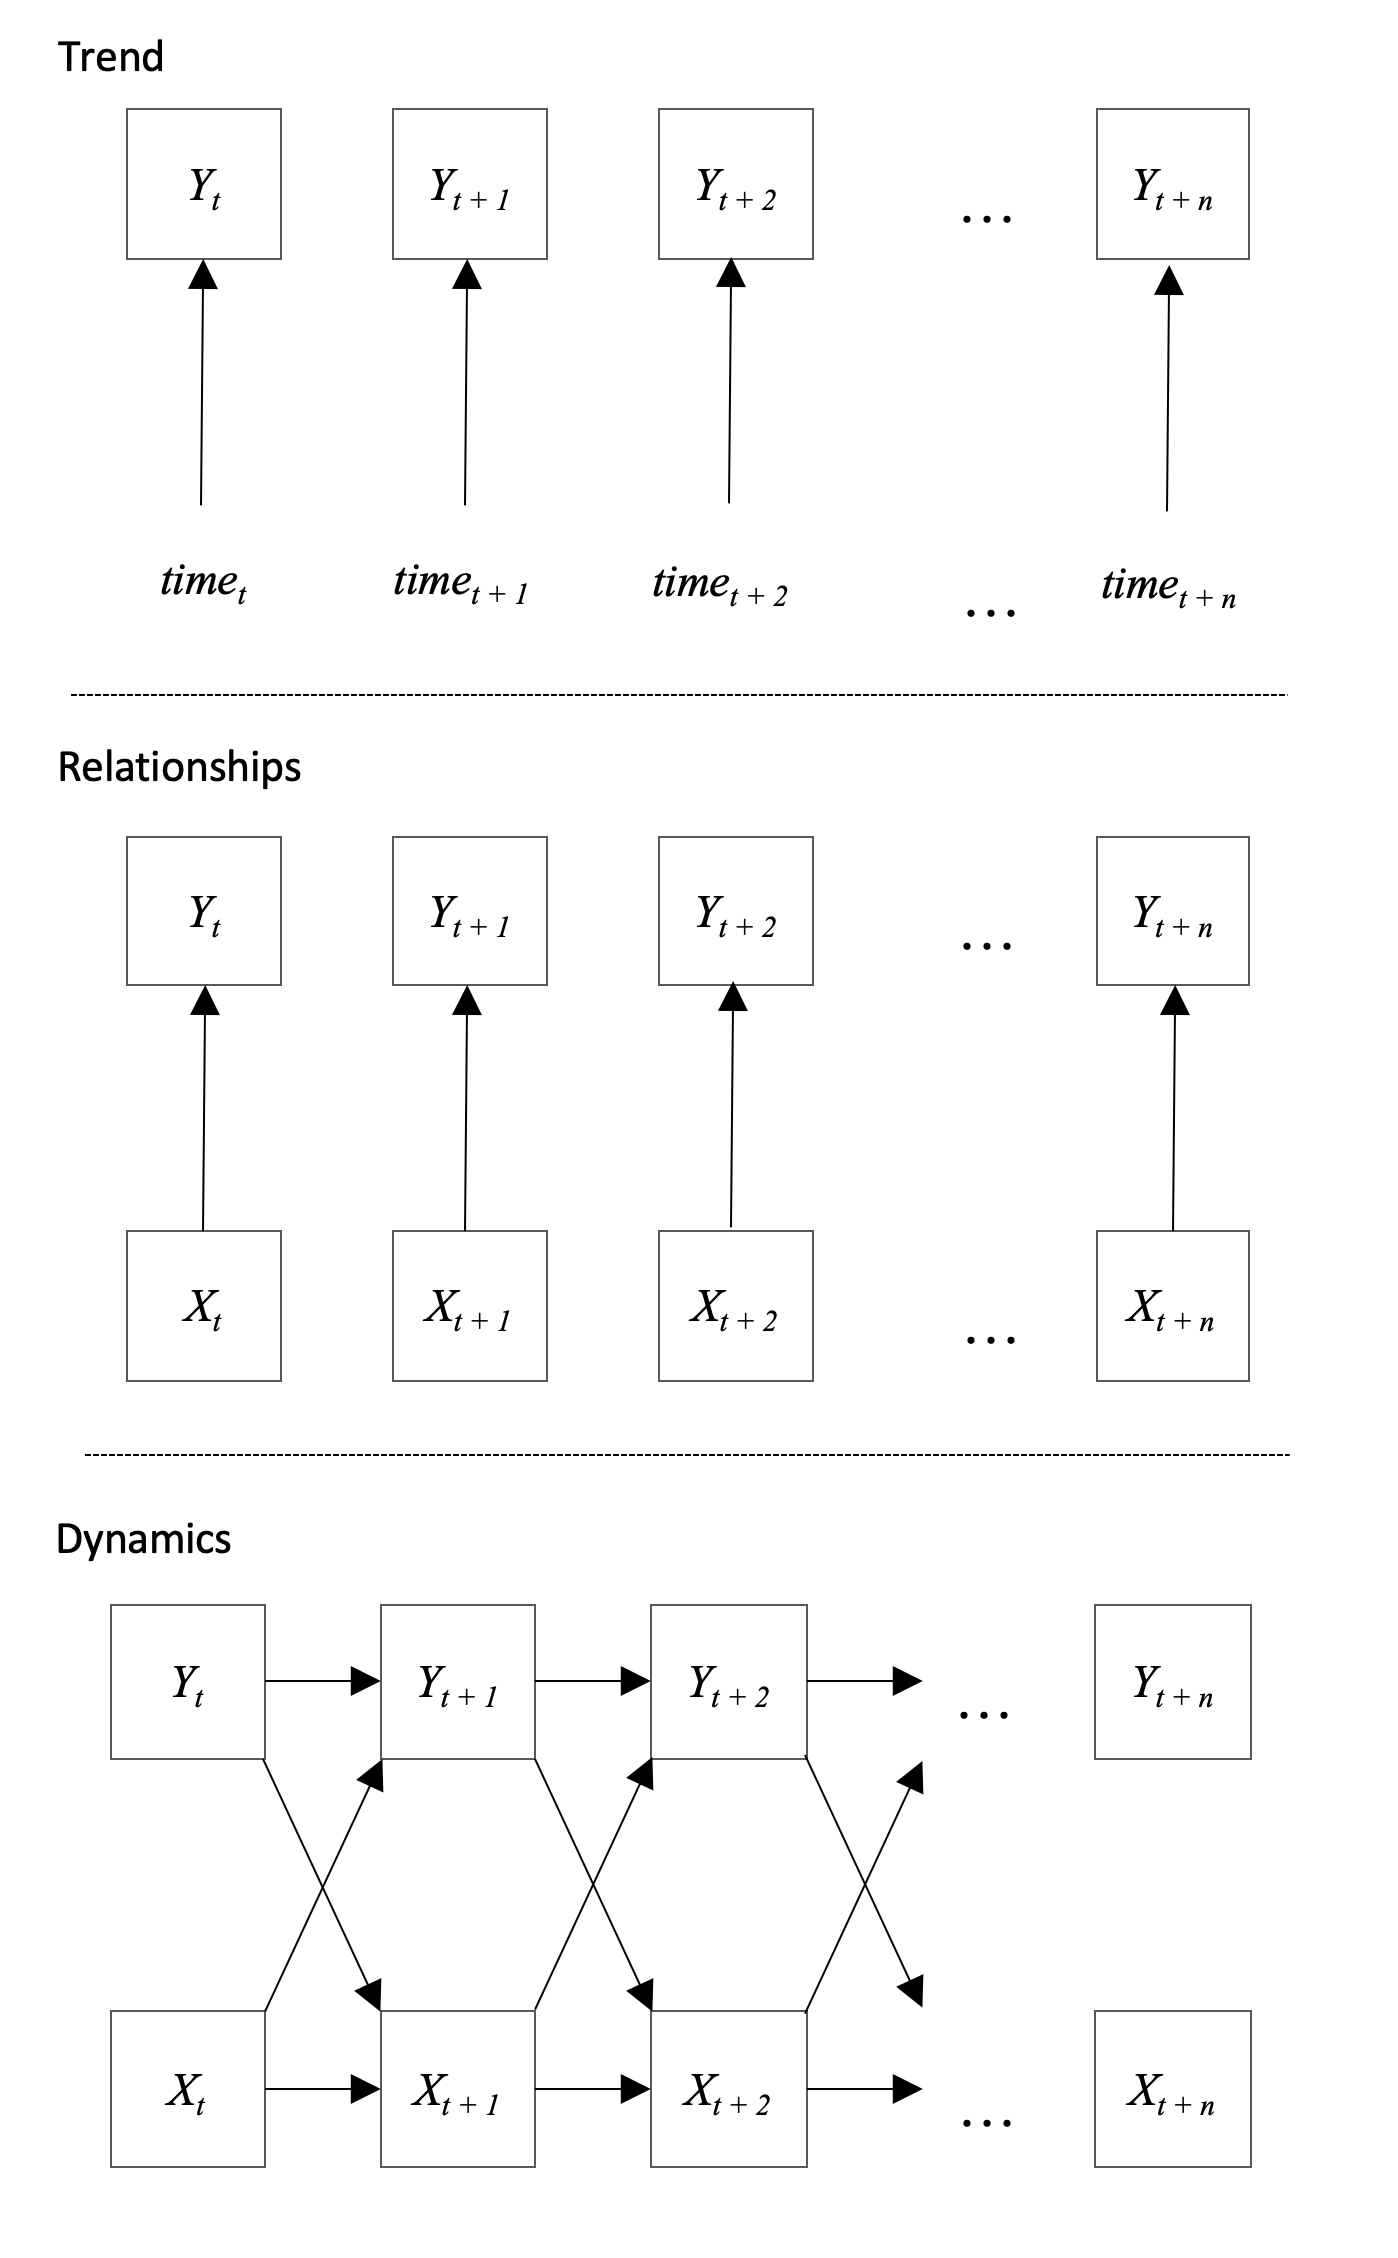 Trend
Y_t Y_{t + 1} Y_{t + 2} … Y_{t + n}
time_t time_{t + 1} time_{t + 2} … time_{t + n}
Relationships
Y_t Y_{t + 1} Y_{t + 2} … Y_{t + n}
X_t X_{t + 1} X_{t + 2} … X_{t + n}
Dynamics
Y_t Y_{t + 1} Y_{t + 2} … Y_{t + n}
X_t X_{t + 1} X_{t + 2} … X_{t + n}